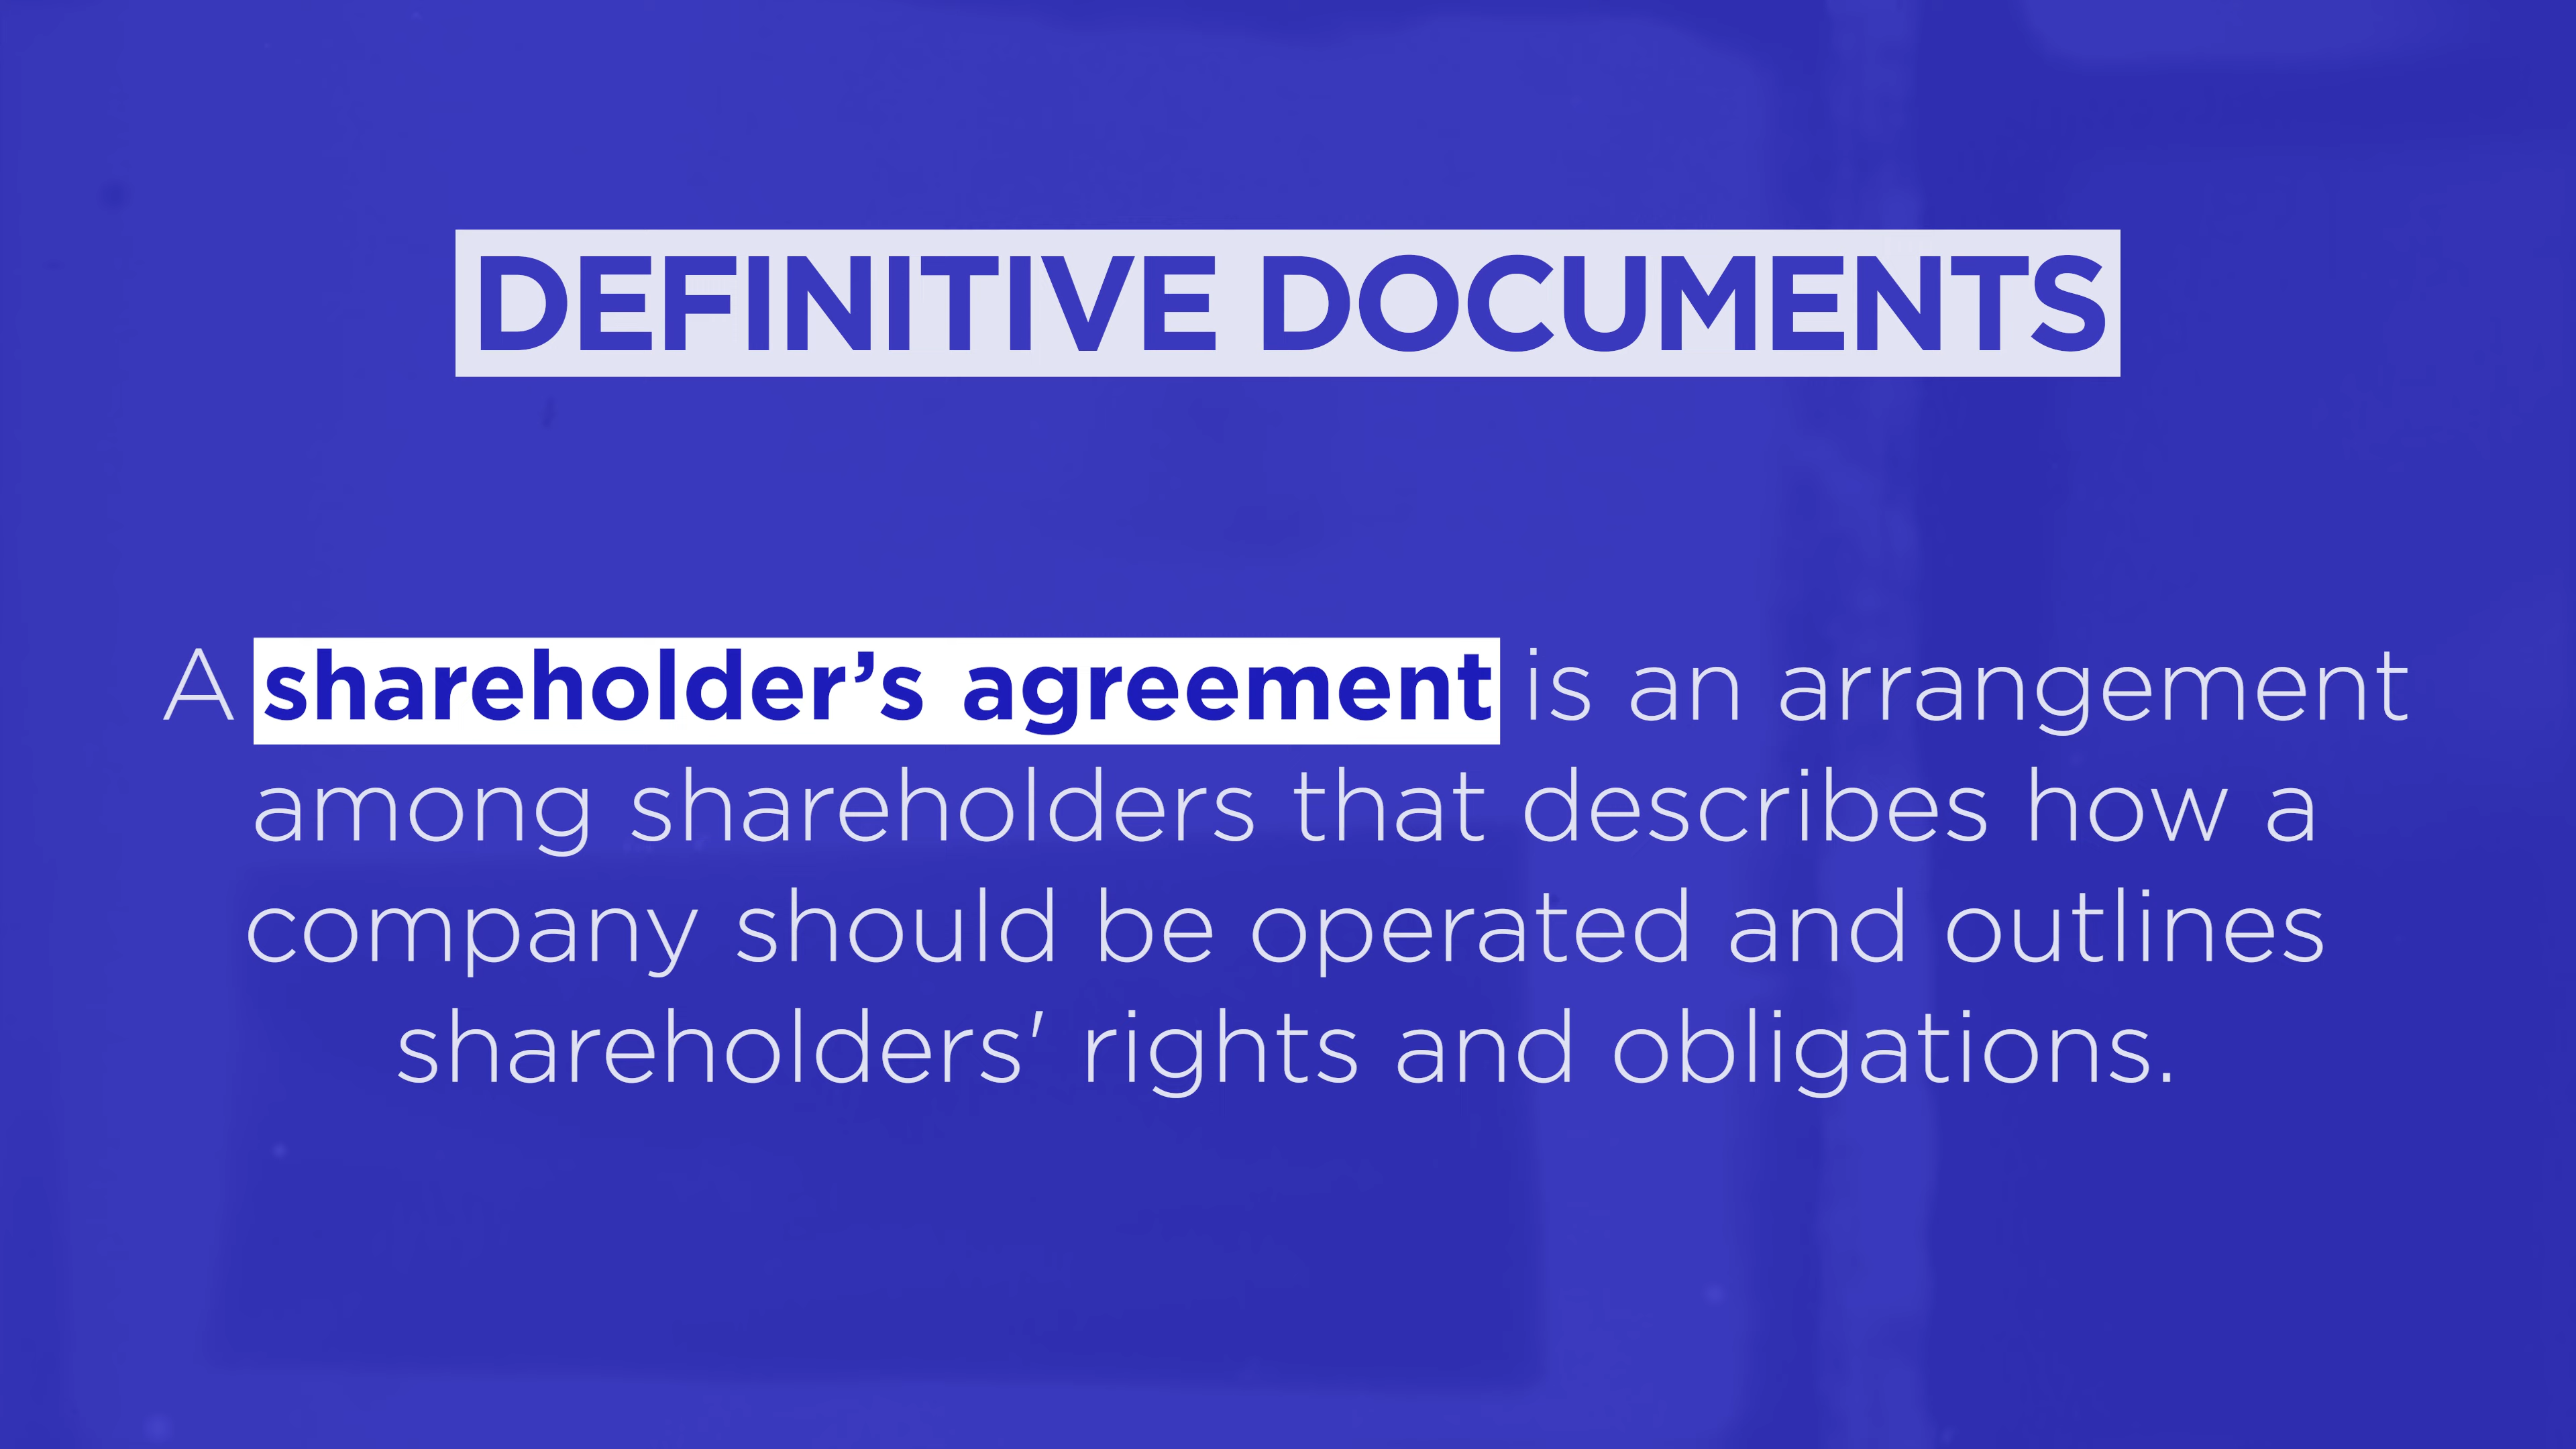 DEFINITIVE DOCUMENTS
A shareholder’s agreement is an arrangement
among shareholders that describes how a
company should be operated and outlines
shareholders' rights and obligations.